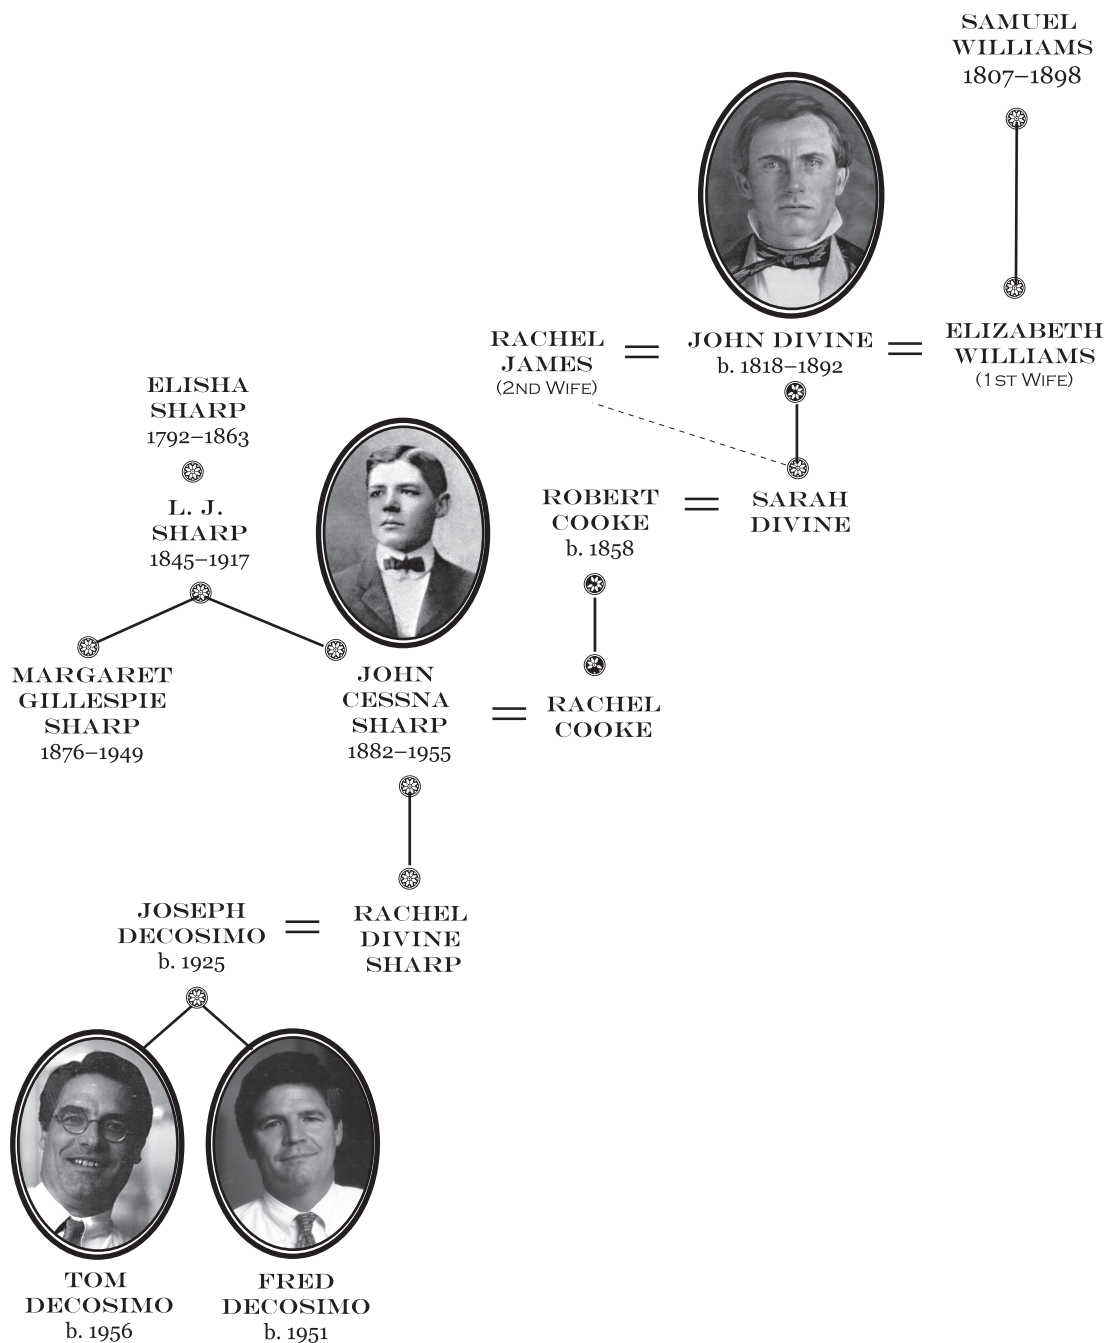 SAMUEL
WILLIAMS
1807–1898
RACHEL
JAMES
(2ND WIFE)
JOHN DIVINE
b. 1818–1892
ELIZABETH
WILLIAMS
(1ST WIFE)
ELISHA
SHARP
1792–1863
L. J.
SHARP
1845–1917
ROBERT
COOKE
b. 1858
SARAH
DIVINE
MARGARET
GILLESPIE
SHARP
1876–1949
JOHN
CESSNA
SHARP
1882–1955
RACHEL
COOKE
JOSEPH
DECOSIMO
b. 1925
RACHEL
DIVINE
SHARP
TOM
DECOSIMO
b. 1956
FRED
DECOSIMO
b. 1951